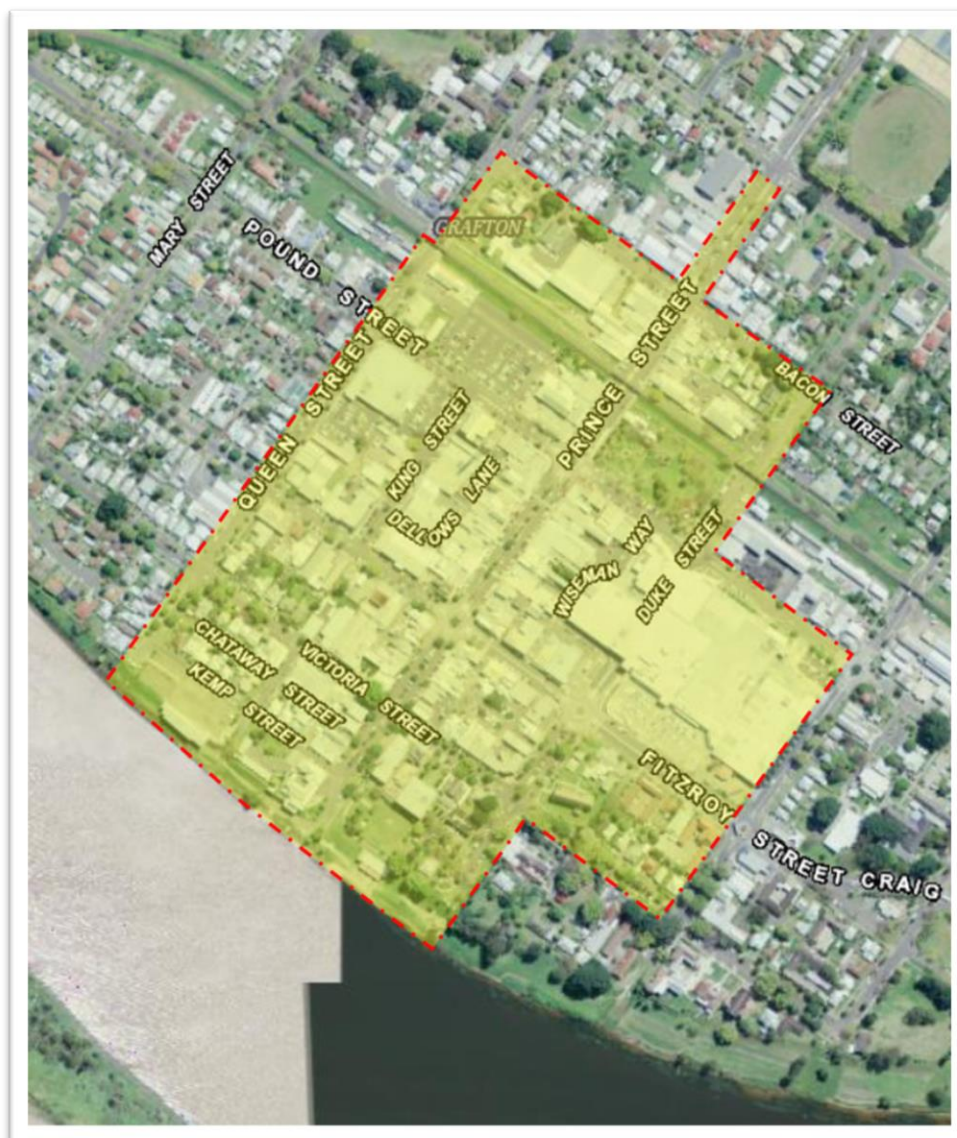 MARY STREET
GRAFTON
POUND STREET
STREET
QUEEN STREET
PRINCE STREET
BACON STREET
KING STREET
DELLOWS LANE
WISEMAN WAY
DUKE STREET
CHATAWAY STREET
VICTORIA STREET
KEMP STREET
FITZROY STREET
CRAIG